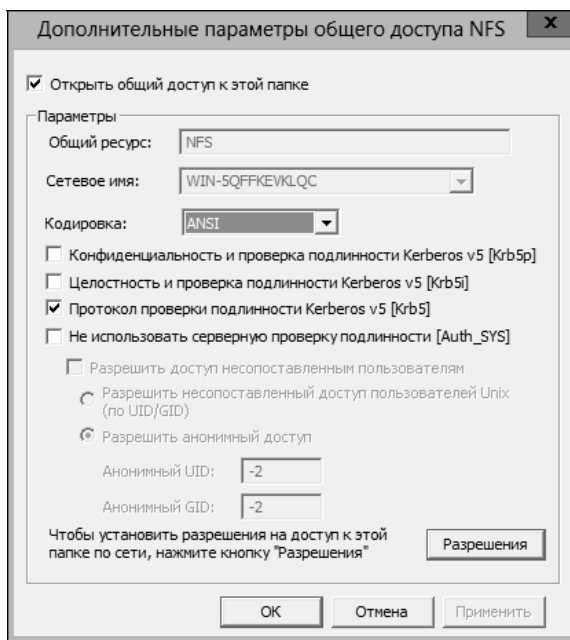 Дополнительные параметры общего доступа NFS
x
Открыть общий доступ к этой папке
Параметры
Общий ресурс: NFS
Сетевое имя: WIN-5QFFKEVKLQC
Кодировка: ANSI
Конфиденциальность и проверка подлинности Kerberos v5 [Krb5p]
Целостность и проверка подлинности Kerberos v5 [Krb5i]
Протокол проверки подлинности Kerberos v5 [Krb5]
Не использовать серверную проверку подлинности [Auth_SYS]
Разрешить доступ несопоставленным пользователям
Разрешить несопоставленный доступ пользователей Unix
(по UID/GID)
Разрешить анонимный доступ
Анонимный UID: -2
Анонимный GID: -2
Чтобы установить разрешения на доступ к этой
папке по сети, нажмите кнопку "Разрешения"
Разрешения
OK Отмена Применить